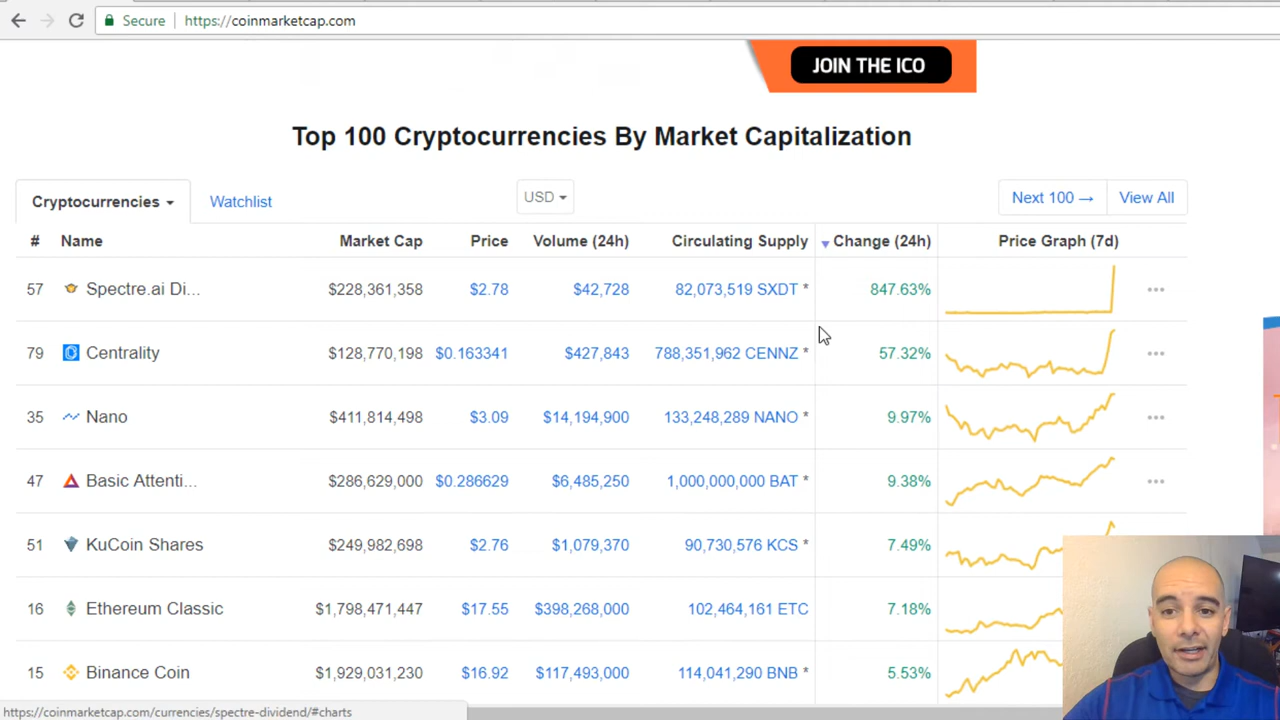 Secure https://coinmarketcap.com
JOIN THE ICO
Top 100 Cryptocurrencies By Market Capitalization
Cryptocurrencies Watchlist USD Next 100 → View All
# Name Market Cap Price Volume (24h) Circulating Supply Change (24h) Price Graph (7d)
57 Spectre.ai Di... $228,361,358 $2.78 $42,728 82,073,519 SXDT * 847.63%
79 Centrality $128,770,198 $0.163341 $427,843 788,351,962 CENNZ * 57.32%
35 Nano $411,814,498 $3.09 $14,194,900 133,248,289 NANO * 9.97%
47 Basic Attenti... $286,629,000 $0.286629 $6,485,250 1,000,000,000 BAT * 9.38%
51 KuCoin Shares $249,982,698 $2.76 $1,079,370 90,730,576 KCS * 7.49%
16 Ethereum Classic $1,798,471,447 $17.55 $398,268,000 102,464,161 ETC 7.18%
15 Binance Coin $1,929,031,230 $16.92 $117,493,000 114,041,290 BNB * 5.53%
https://coinmarketcap.com/currencies/spectre-dividend/#charts